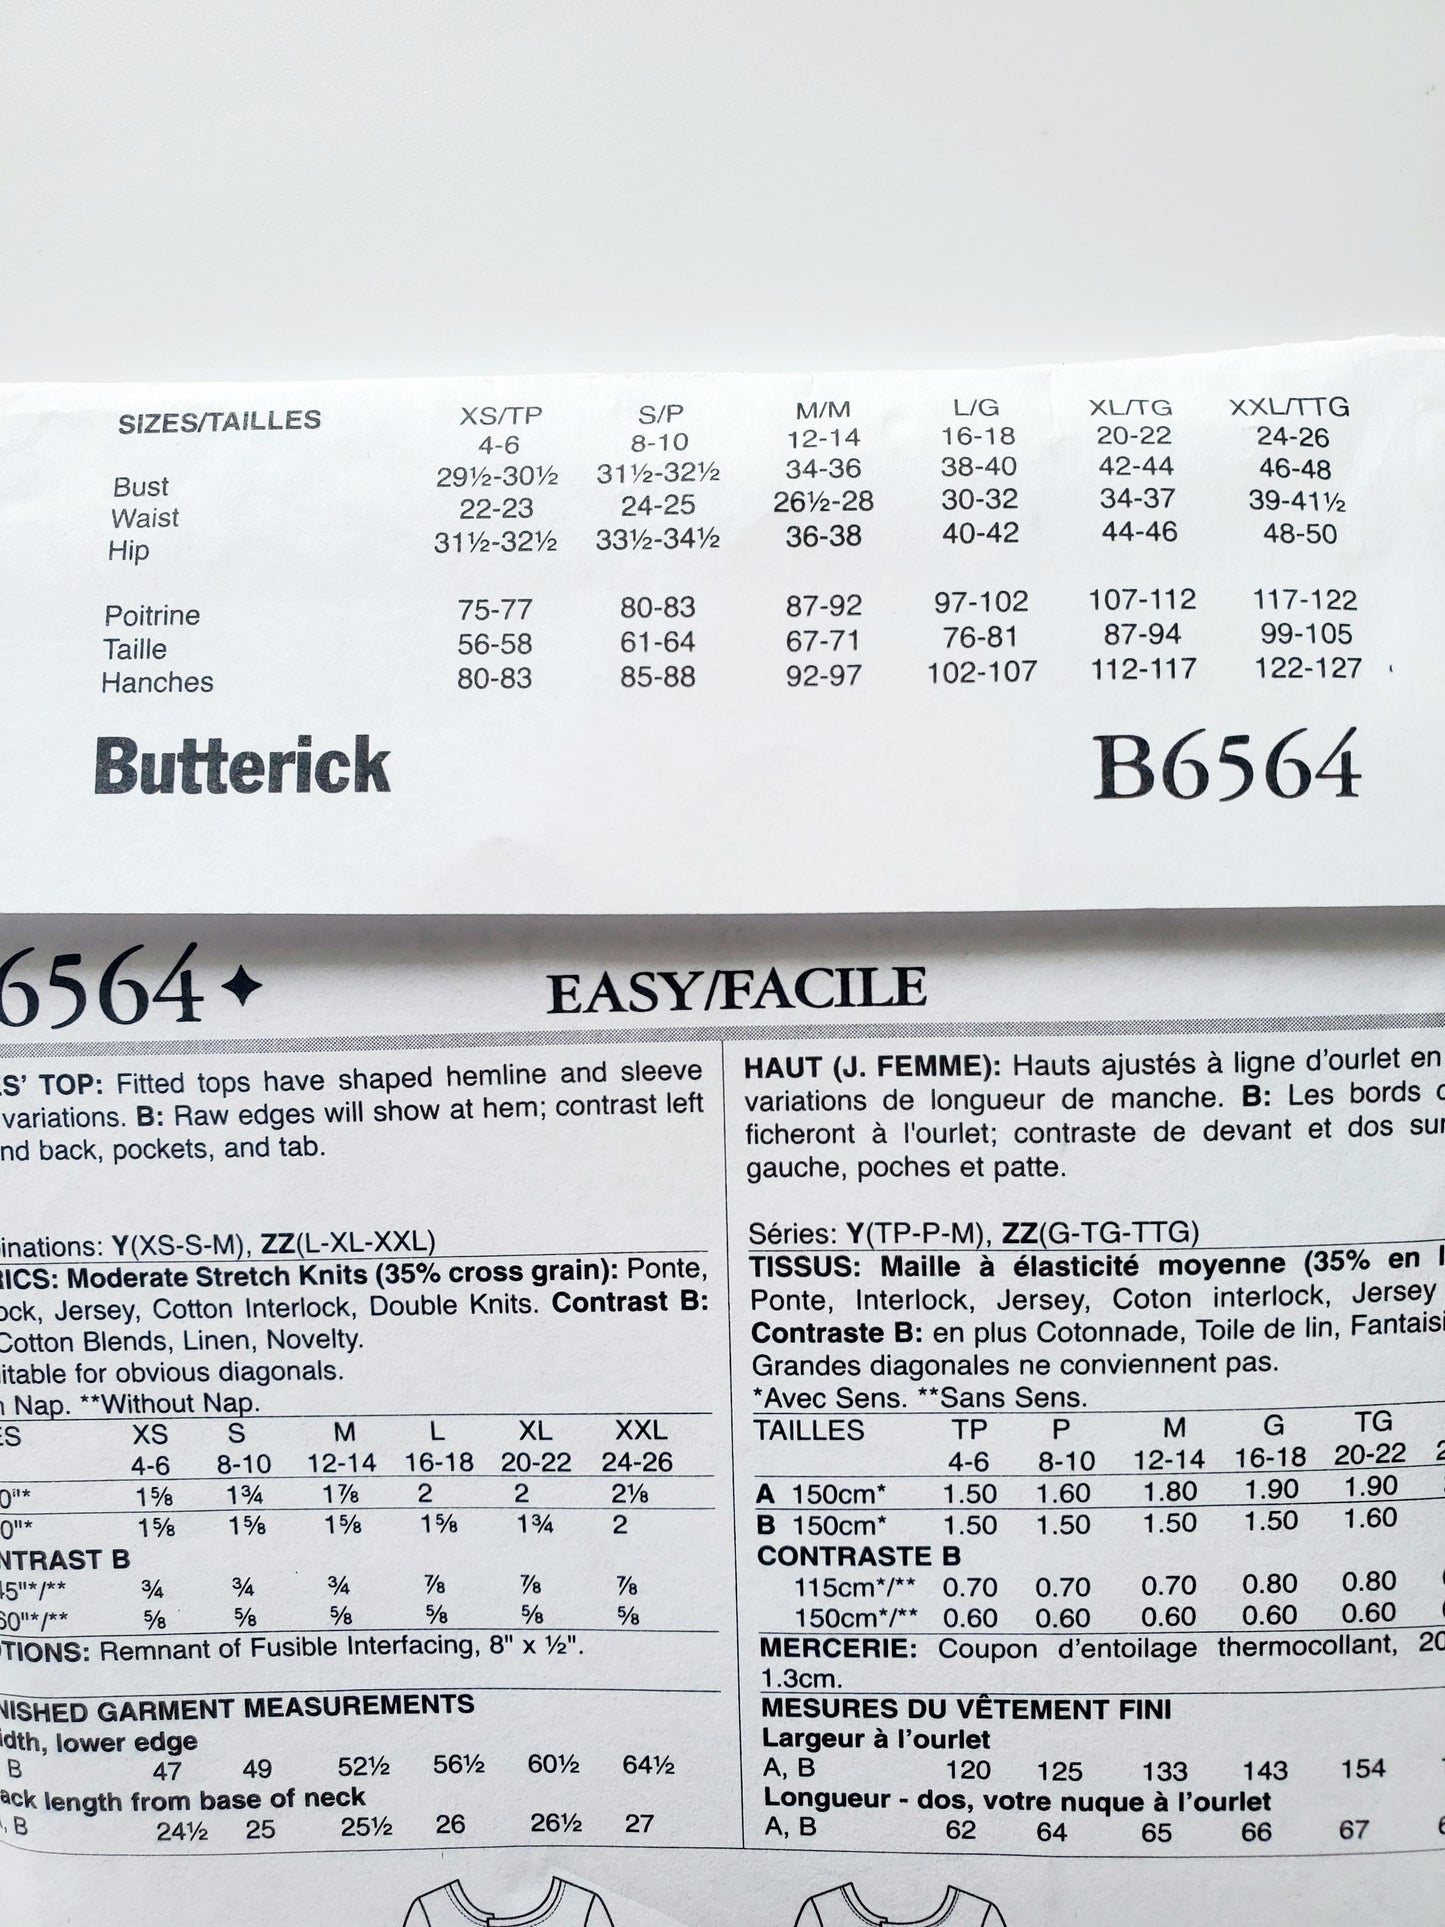 SIZES/TAILLES XS/TP S/P M/M L/G XL/TG XXL/TTG
4-6 8-10 12-14 16-18 20-22 24-26
Bust 29½-30½ 31½-32½ 34-36 38-40 42-44 46-48
Waist 22-23 24-25 26½-28 30-32 34-37 39-41½
Hip 31½-32½ 33½-34½ 36-38 40-42 44-46 48-50
Poitrine 75-77 80-83 87-92 97-102 107-112 117-122
Taille 56-58 61-64 67-71 76-81 87-94 99-105
Hanches 80-83 85-88 92-97 102-107 112-117 122-127
Butterick B6564
6564✦ EASY/FACILE
ES' TOP: Fitted tops have shaped hemline and sleeve
variations. B: Raw edges will show at hem; contrast left
nd back, pockets, and tab.
inations: Y(XS-S-M), ZZ(L-XL-XXL)
RICS: Moderate Stretch Knits (35% cross grain): Ponte,
ock, Jersey, Cotton Interlock, Double Knits. Contrast B:
Cotton Blends, Linen, Novelty.
itable for obvious diagonals.
Nap. **Without Nap.
ES XS S M L XL XXL
4-6 8-10 12-14 16-18 20-22 24-26
0"* 1⅝ 1¾ 1⅞ 2 2 2⅛
0"* 1⅝ 1⅝ 1⅝ 1⅝ 1¾ 2
NTRAST B
45"*/** ¾ ¾ ¾ ⅞ ⅞ ⅞
60"*/** ⅝ ⅝ ⅝ ⅝ ⅝ ⅝
TIONS: Remnant of Fusible Interfacing, 8" x ½".
NISHED GARMENT MEASUREMENTS
idth, lower edge
B 47 49 52½ 56½ 60½ 64½
ack length from base of neck
, B 24½ 25 25½ 26 26½ 27
HAUT (J. FEMME): Hauts ajustés à ligne d'ourlet en
variations de longueur de manche. B: Les bords
ficheront à l'ourlet; contraste de devant et dos sur
gauche, poches et patte.
Séries: Y(TP-P-M), ZZ(G-TG-TTG)
TISSUS: Maille à élasticité moyenne (35% en l
Ponte, Interlock, Jersey, Coton interlock, Jersey
Contraste B: en plus Cotonnade, Toile de lin, Fantaisi
Grandes diagonales ne conviennent pas.
*Avec Sens. **Sans Sens.
TAILLES TP P M G TG
4-6 8-10 12-14 16-18 20-22 2
A 150cm* 1.50 1.60 1.80 1.90 1.90
B 150cm* 1.50 1.50 1.50 1.50 1.60
CONTRASTE B
115cm*/** 0.70 0.70 0.70 0.80 0.80
150cm*/** 0.60 0.60 0.60 0.60 0.60
MERCERIE: Coupon d'entoilage thermocollant, 20
1.3cm.
MESURES DU VÊTEMENT FINI
Largeur à l'ourlet
A, B 120 125 133 143 154
Longueur - dos, votre nuque à l'ourlet
A, B 62 64 65 66 67